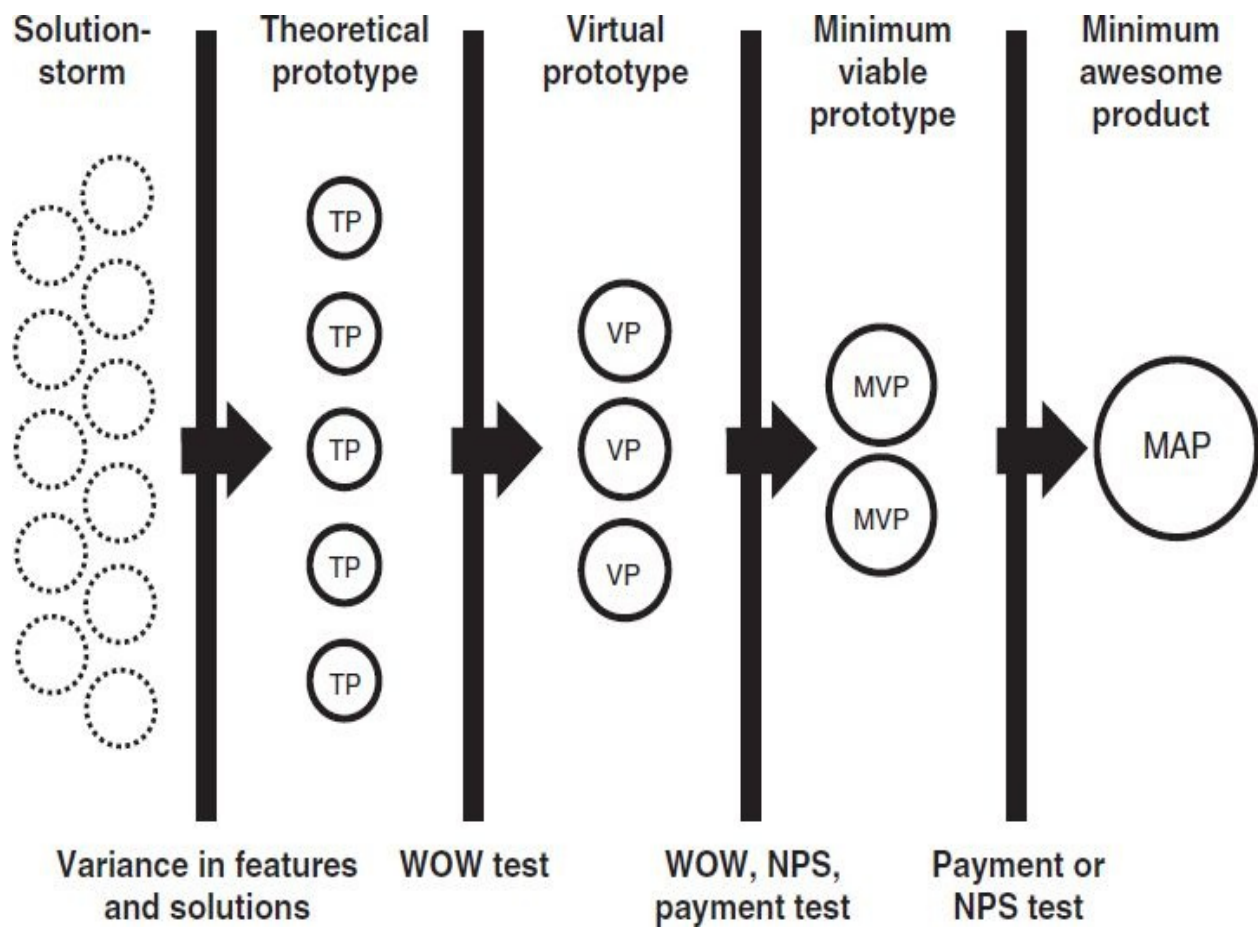 Solution-
storm
Theoretical
prototype
Virtual
prototype
Minimum
viable
prototype
Minimum
awesome
product
TP
TP
TP
TP
TP
VP
VP
VP
MVP
MVP
MAP
Variance in features
and solutions
WOW test
WOW, NPS,
payment test
Payment or
NPS test